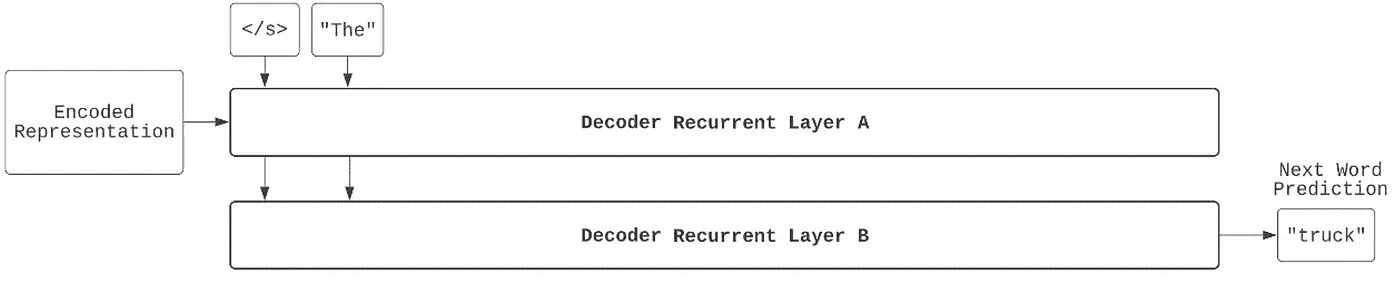 </s>
"The"
Encoded
Representation
Decoder Recurrent Layer A
Next Word
Prediction
Decoder Recurrent Layer B
"truck"